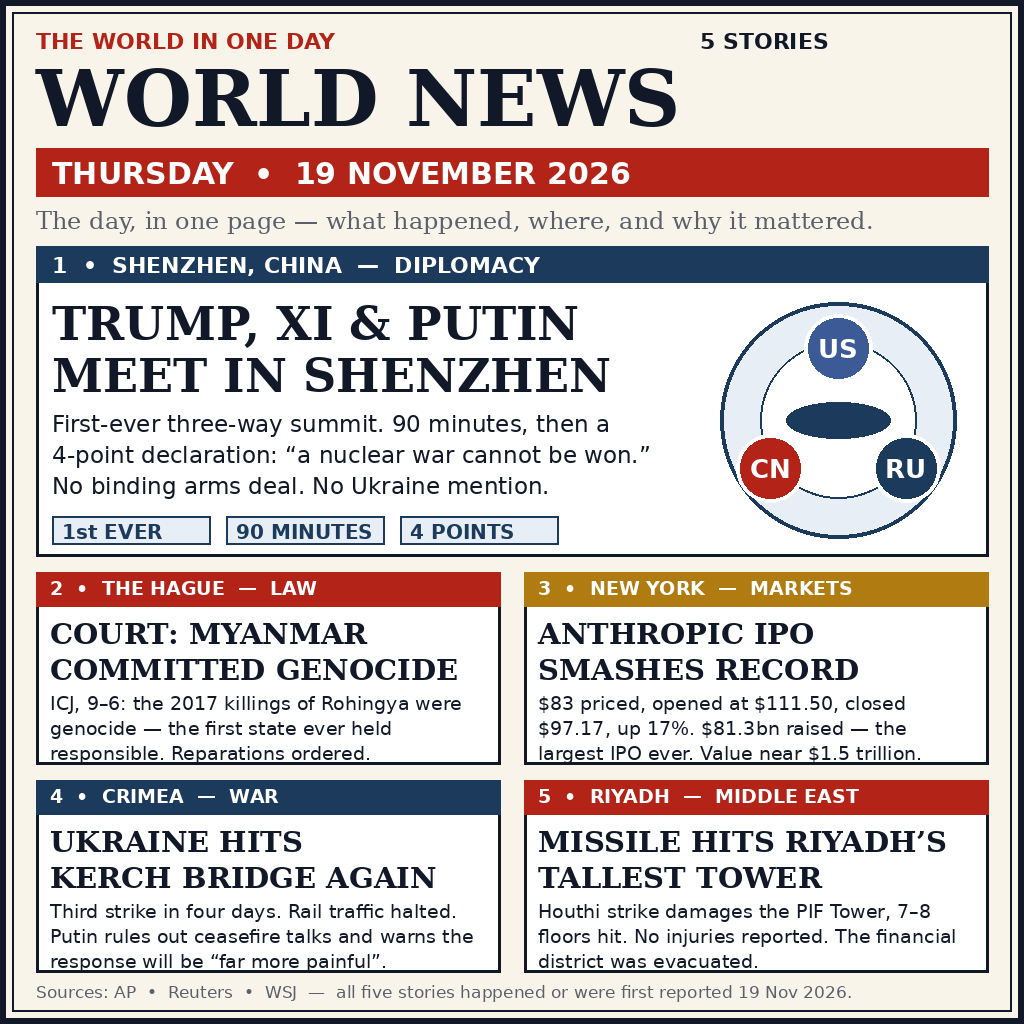 THE WORLD IN ONE DAY
5 STORIES
WORLD NEWS
THURSDAY • 19 NOVEMBER 2026
The day, in one page — what happened, where, and why it mattered.
1 • SHENZHEN, CHINA — DIPLOMACY
TRUMP, XI & PUTIN
MEET IN SHENZHEN
First-ever three-way summit. 90 minutes, then a
4-point declaration: “a nuclear war cannot be won.”
No binding arms deal. No Ukraine mention.
1st EVER
90 MINUTES
4 POINTS
US
CN
RU
2 • THE HAGUE — LAW
COURT: MYANMAR
COMMITTED GENOCIDE
ICJ, 9–6: the 2017 killings of Rohingya were
genocide — the first state ever held
responsible. Reparations ordered.
3 • NEW YORK — MARKETS
ANTHROPIC IPO
SMASHES RECORD
$83 priced, opened at $111.50, closed
$97.17, up 17%. $81.3bn raised — the
largest IPO ever. Value near $1.5 trillion.
4 • CRIMEA — WAR
UKRAINE HITS
KERCH BRIDGE AGAIN
Third strike in four days. Rail traffic halted.
Putin rules out ceasefire talks and warns the
response will be “far more painful”.
5 • RIYADH — MIDDLE EAST
MISSILE HITS RIYADH’S
TALLEST TOWER
Houthi strike damages the PIF Tower, 7–8
floors hit. No injuries reported. The financial
district was evacuated.
Sources: AP • Reuters • WSJ — all five stories happened or were first reported 19 Nov 2026.